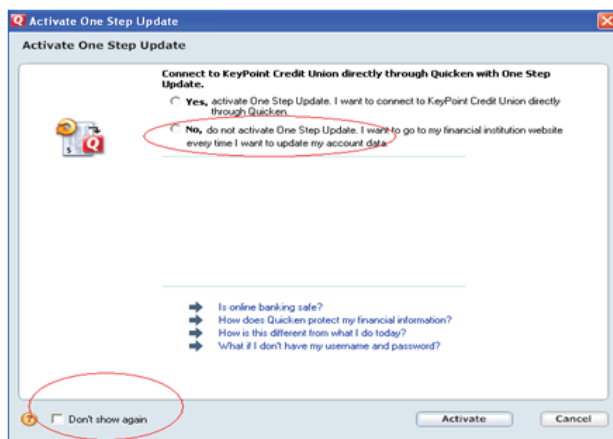 Activate One Step Update
Activate One Step Update
Connect to KeyPoint Credit Union directly through Quicken with One Step
Update.
Yes, activate One Step Update. I want to connect to KeyPoint Credit Union directly
through Quicken.
No, do not activate One Step Update. I want to go to my financial institution website
every time I want to update my account data.
Is online banking safe?
How does Quicken protect my financial information?
How is this different from what I do today?
What if I don't have my username and password?
Don't show again
Activate
Cancel